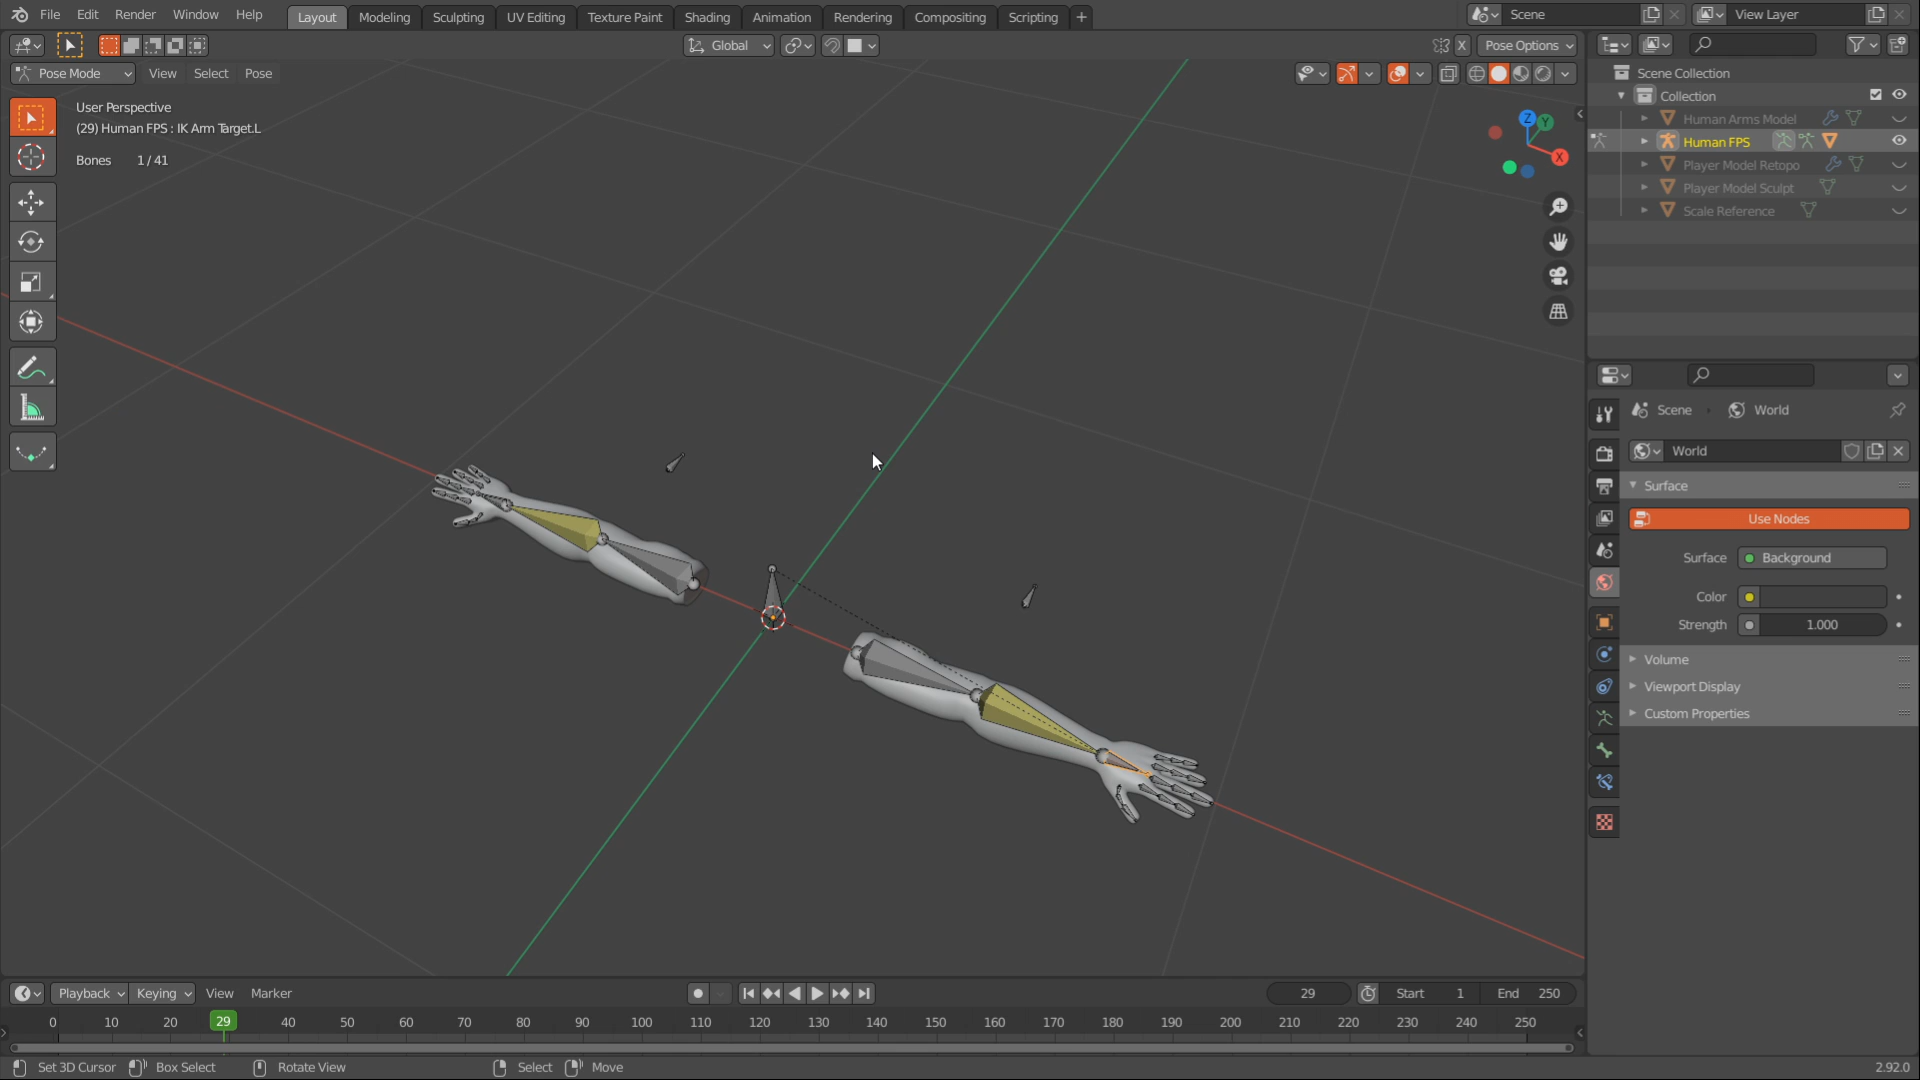 File Edit Render Window Help Layout Modeling Sculpting UV Editing Texture Paint Shading Animation Rendering Compositing Scripting +
Scene
View Layer
Global
X
Pose Options
Pose Mode View Select Pose
User Perspective
(29) Human FPS : IK Arm Target.L
Bones 1 / 41
Z
Y
X
Scene Collection
Collection
Human Arms Model
Human FPS
Player Model Retopo
Player Model Sculpt
Scale Reference
Scene World
World
Surface
Use Nodes
Surface Background
Color
Strength 1.000
Volume
Viewport Display
Custom Properties
Playback Keying View Marker
29 Start 1 End 250
0 10 20 29 40 50 60 70 80 90 100 110 120 130 140 150 160 170 180 190 200 210 220 230 240 250
Set 3D Cursor Box Select Rotate View Select Move 2.92.0